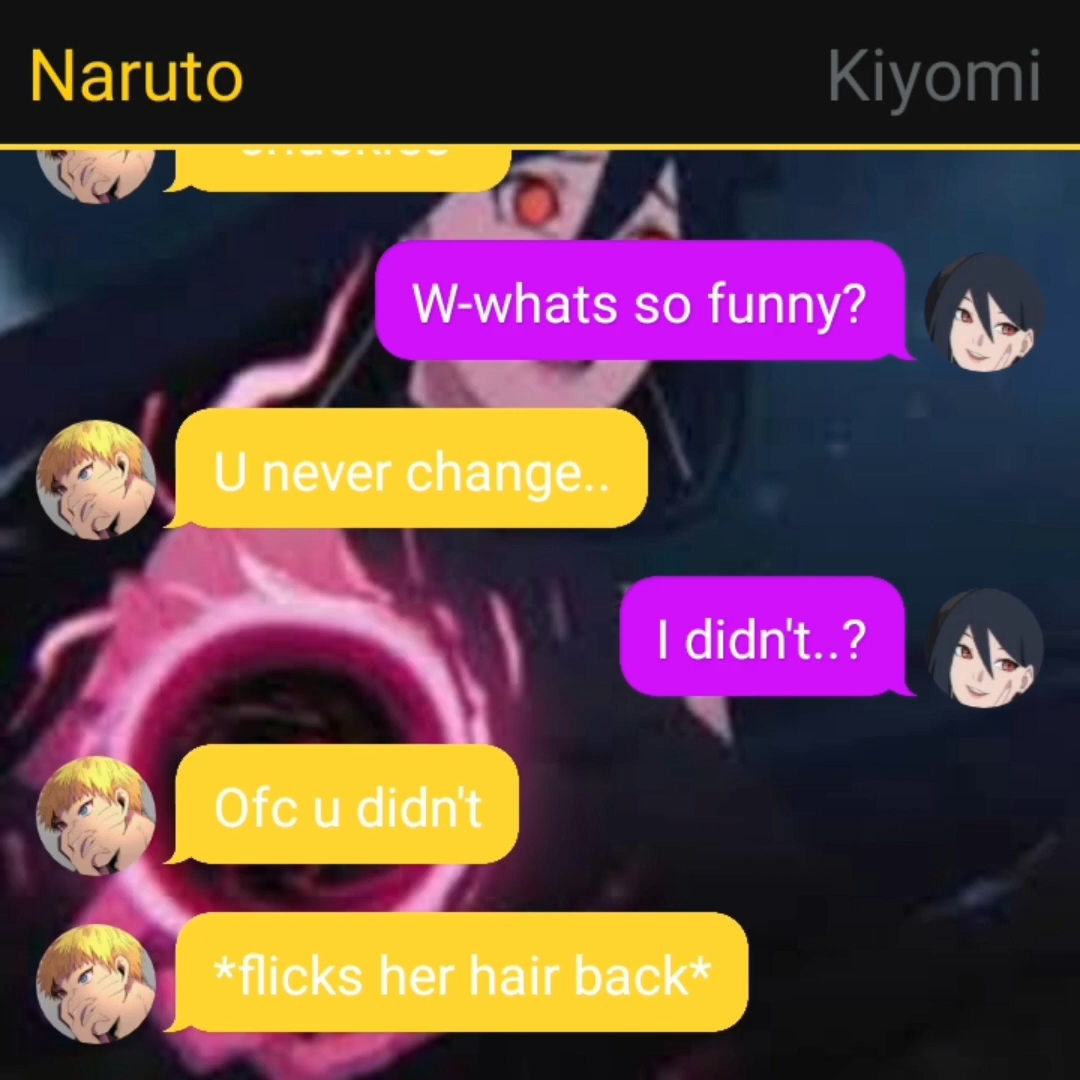 Naruto
Kiyomi
W-whats so funny?
U never change..
I didn't..?
Ofc u didn't
*flicks her hair back*